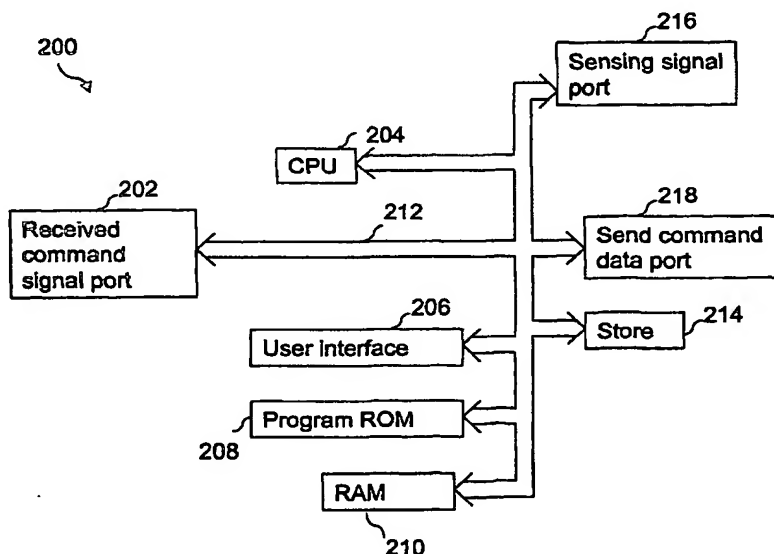 200
216
Sensing signal
port
204
CPU
202
Received
command
signal port
212
218
Send command
data port
206
User interface
Store
214
Program ROM
208
RAM
210